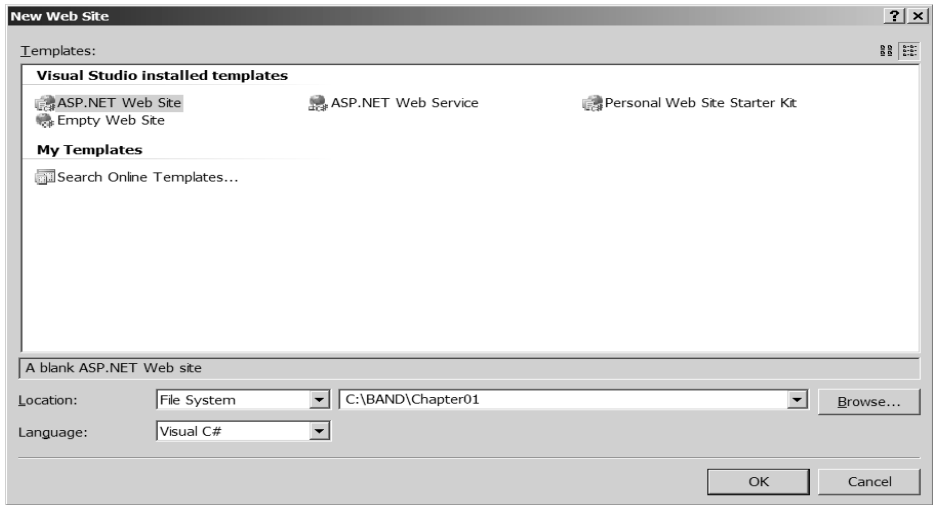 New Web Site
Templates:
Visual Studio installed templates
ASP.NET Web Site
ASP.NET Web Service
Personal Web Site Starter Kit
Empty Web Site
My Templates
Search Online Templates...
A blank ASP.NET Web site
Location:
File System
C:\BAND\Chapter01
Browse...
Language:
Visual C#
OK
Cancel